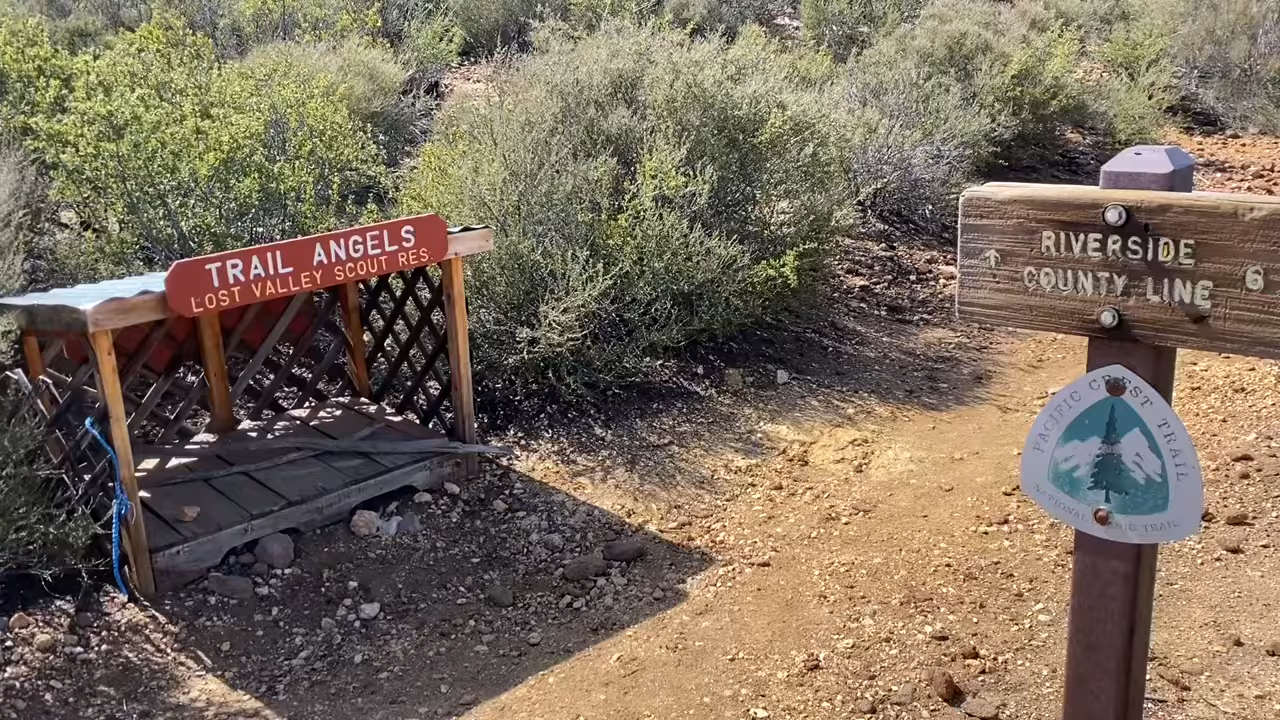 TRAIL ANGELS
LOST VALLEY SCOUT RES.
RIVERSIDE
COUNTY LINE 6
PACIFIC CREST TRAIL
NATIONAL SCENIC TRAIL